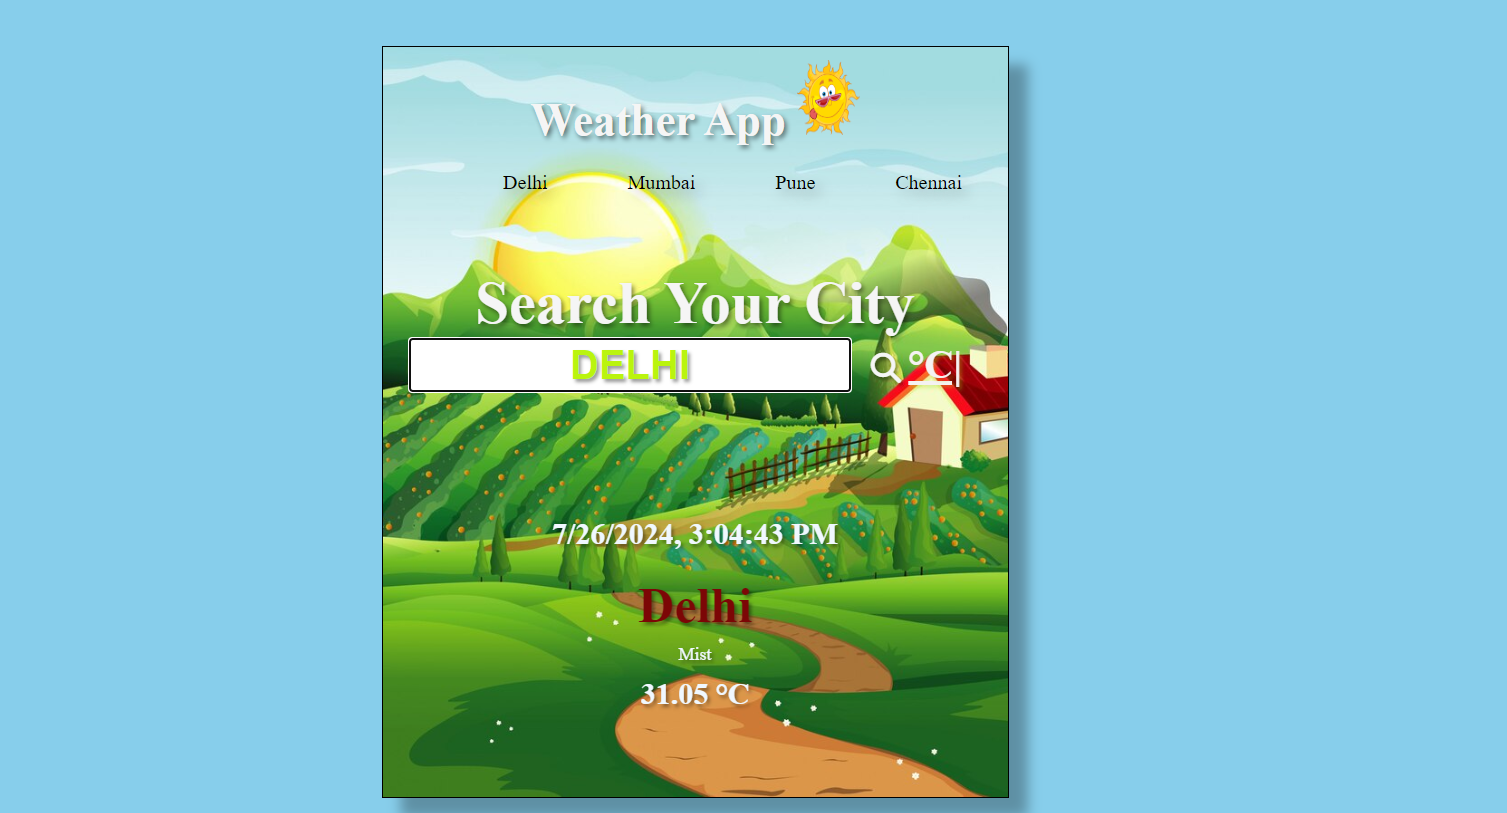 Weather App
Delhi Mumbai Pune Chennai
Search Your City
DELHI °C|
7/26/2024, 3:04:43 PM
Delhi
Mist
31.05 °C